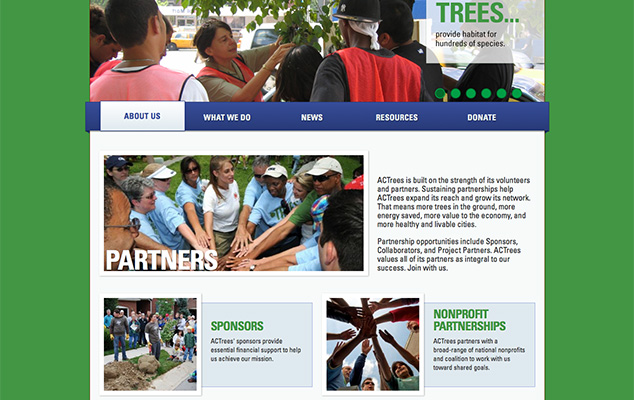 TREES...
provide habitat for
hundreds of species.
ABOUT US
WHAT WE DO
NEWS
RESOURCES
DONATE
PARTNERS
ACTrees is built on the strength of its volunteers
and partners. Sustaining partnerships help
ACTrees expand its reach and grow its network.
That means more trees in the ground, more
energy saved, more value to the economy, and
more healthy and livable cities.
Partnership opportunities include Sponsors,
Collaborators, and Project Partners. ACTrees
values all of its partners as integral to our
success. Join with us.
SPONSORS
ACTrees' sponsors provide
essential financial support to help
us achieve our mission.
NONPROFIT
PARTNERSHIPS
ACTrees partners with a
broad-range of national nonprofits
and coalition to work with us
toward shared goals.